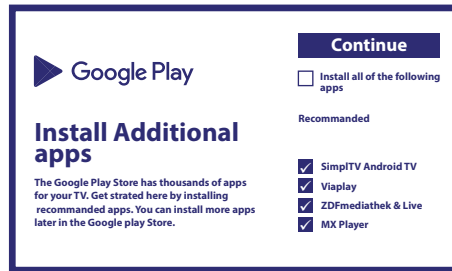 Google Play
Install Additional
apps
The Google Play Store has thousands of apps
for your TV. Get strated here by installing
recommanded apps. You can install more apps
later in the Google play Store.
Continue
Install all of the following
apps
Recommanded
SimplTV Android TV
Viaplay
ZDFmediathek & Live
MX Player